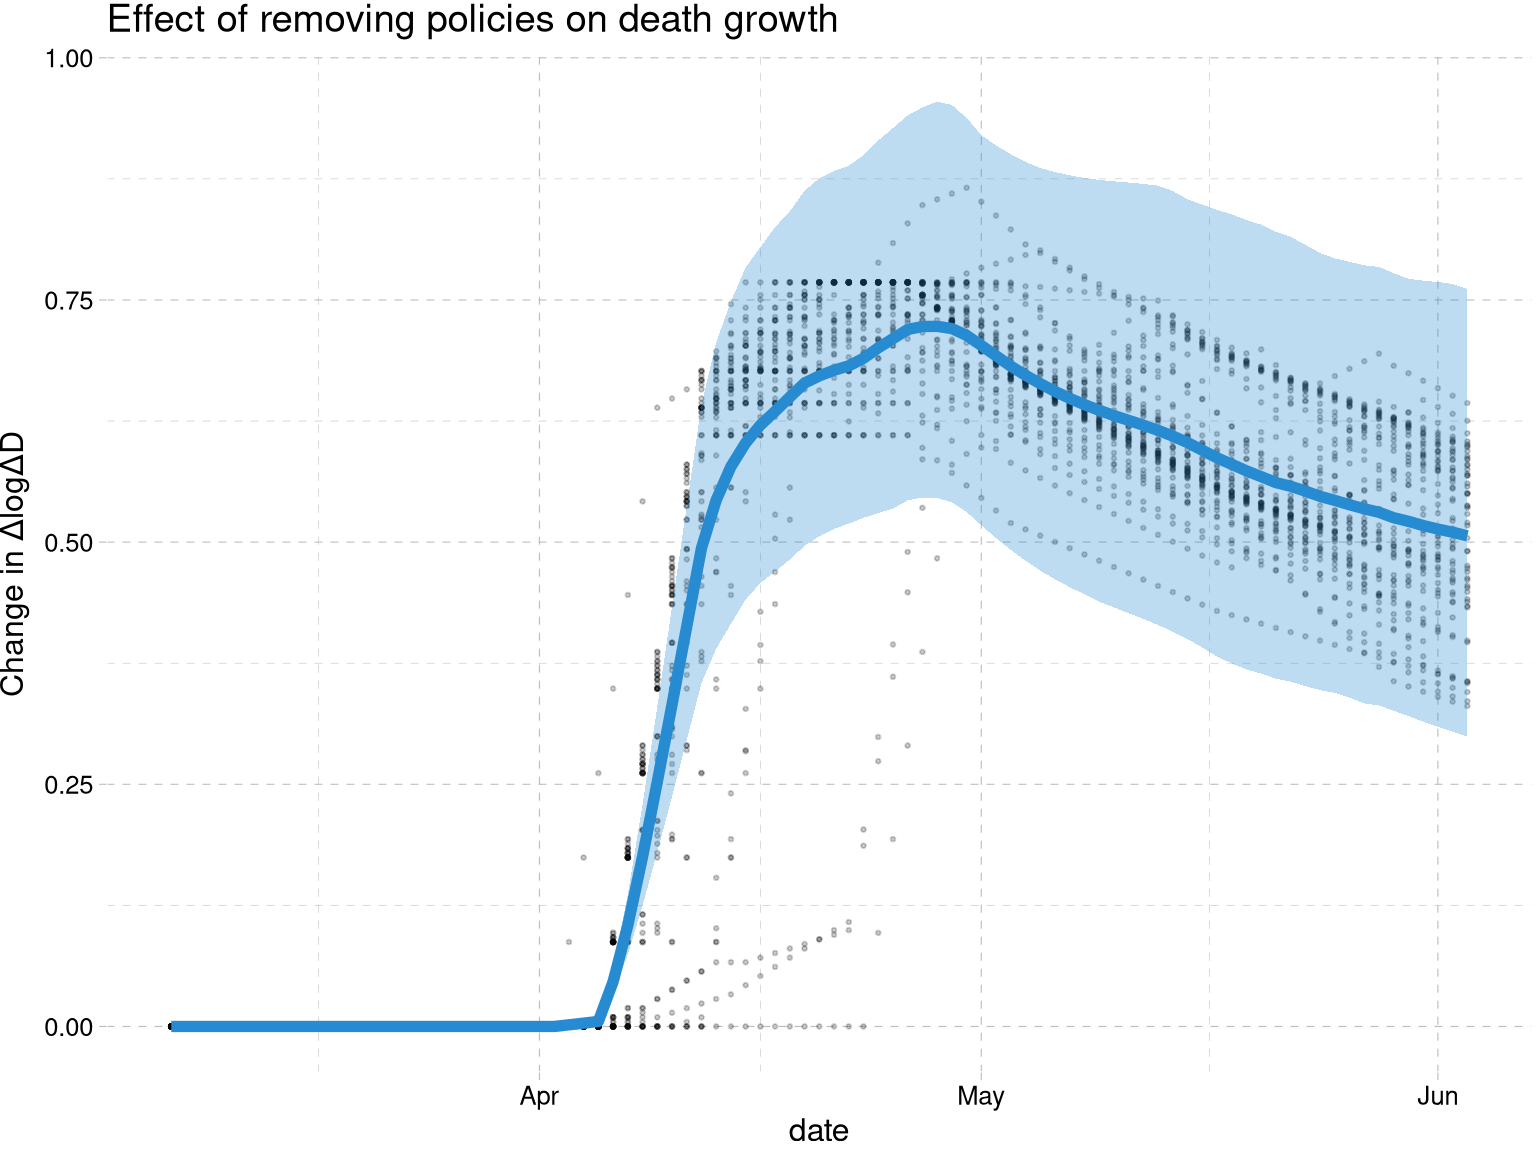 Effect of removing policies on death growth
1.00
0.75
0.50
0.25
0.00
Change in ΔlogΔD
Apr
May
Jun
date